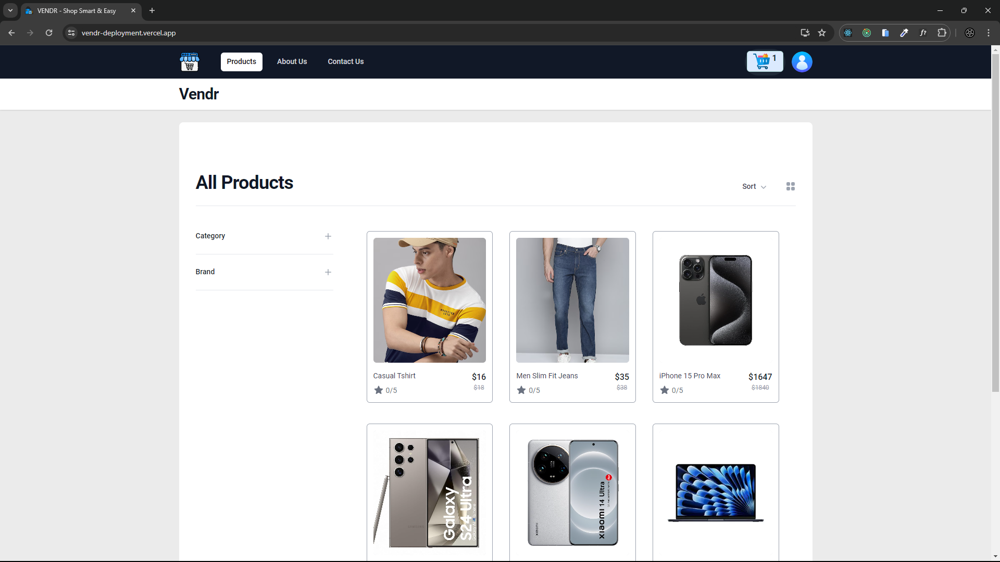 VENDR - Shop Smart & Easy
vendr-deployment.vercel.app
Products
About Us
Contact Us
1
Vendr
All Products
Sort
Category
Brand
Casual Tshirt
$16
0/5
$18
Men Slim Fit Jeans
$35
0/5
$38
iPhone 15 Pro Max
$1647
0/5
$1840
Galaxy
S24 Ultra
SAMSUNG
xiaomi
Xiaomi 14 Ultra